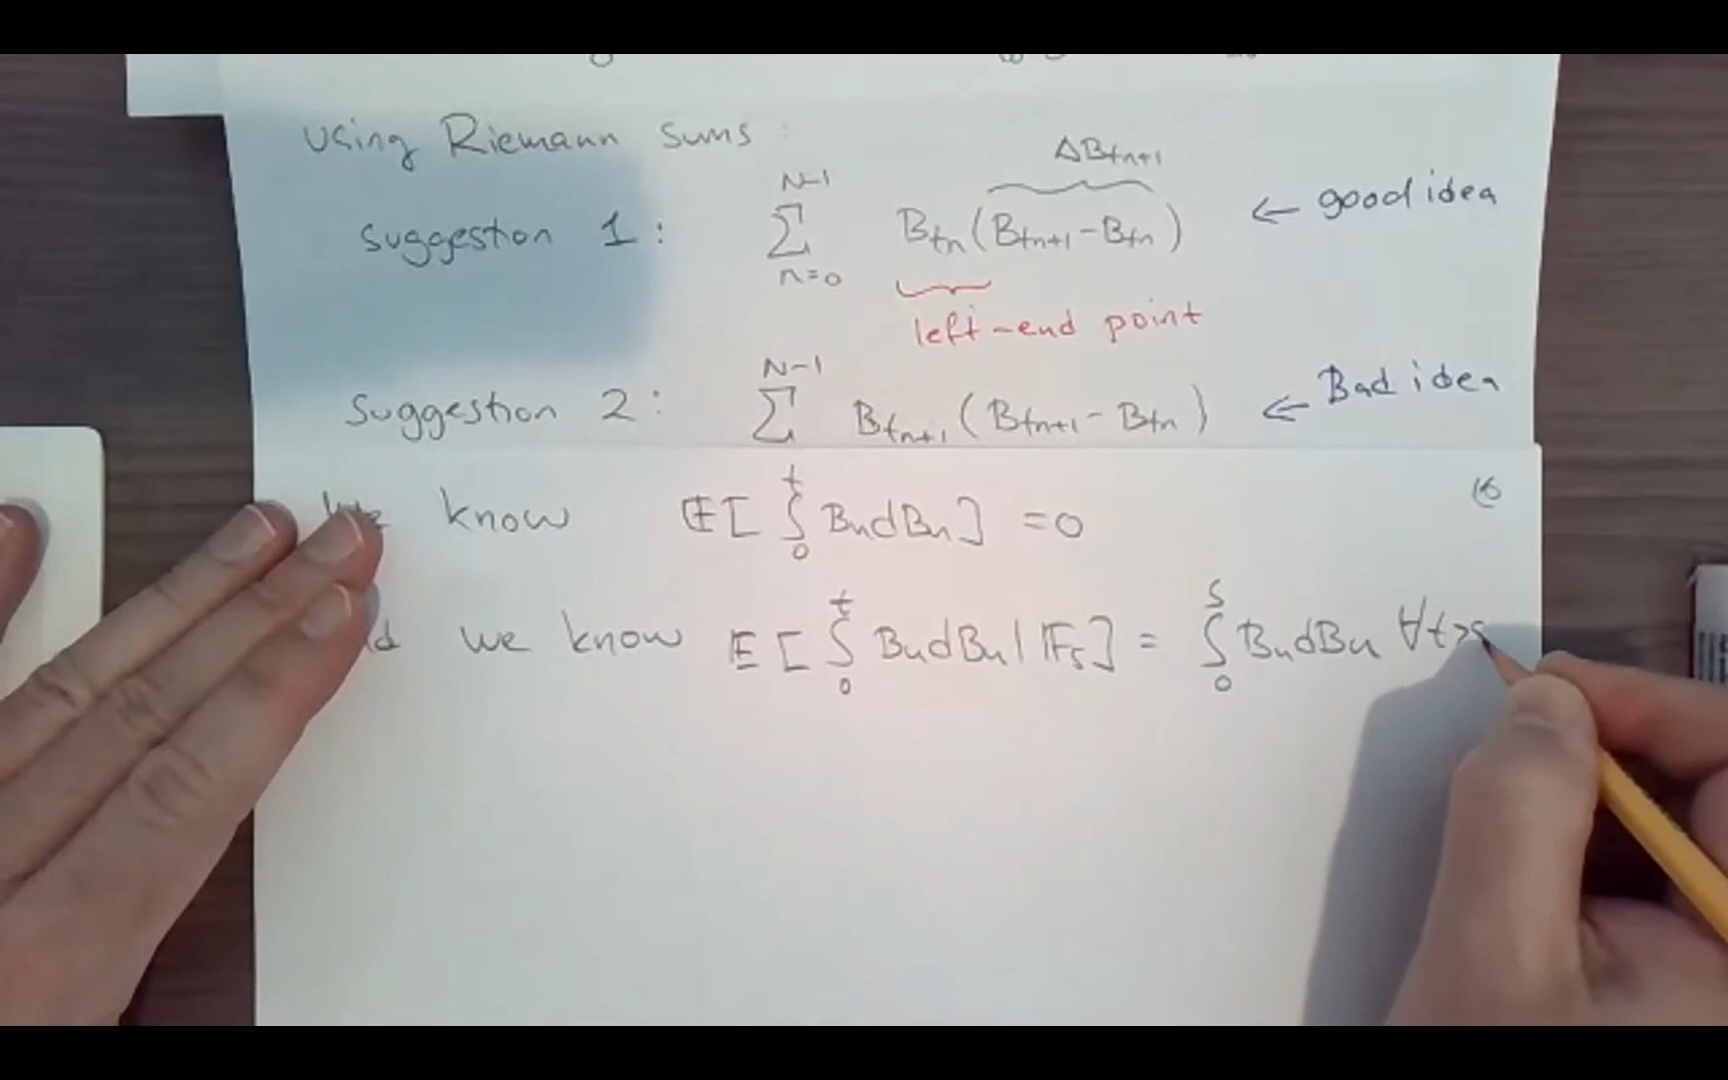 Using Riemann sums :
ΔBtn+1
Suggestion 1 : N-1 Σ n=0 Btn (Btn+1 - Btn) ← good idea
left-end point
Suggestion 2 : N-1 Σ Btn+1 (Btn+1 - Btn) ← Bad idea
16
know E[ ∫₀ᵗ BudBu ] = 0
we know E [ ∫₀ᵗ BudBu | Fs ] = ∫₀ˢ BudBu ∀t>s